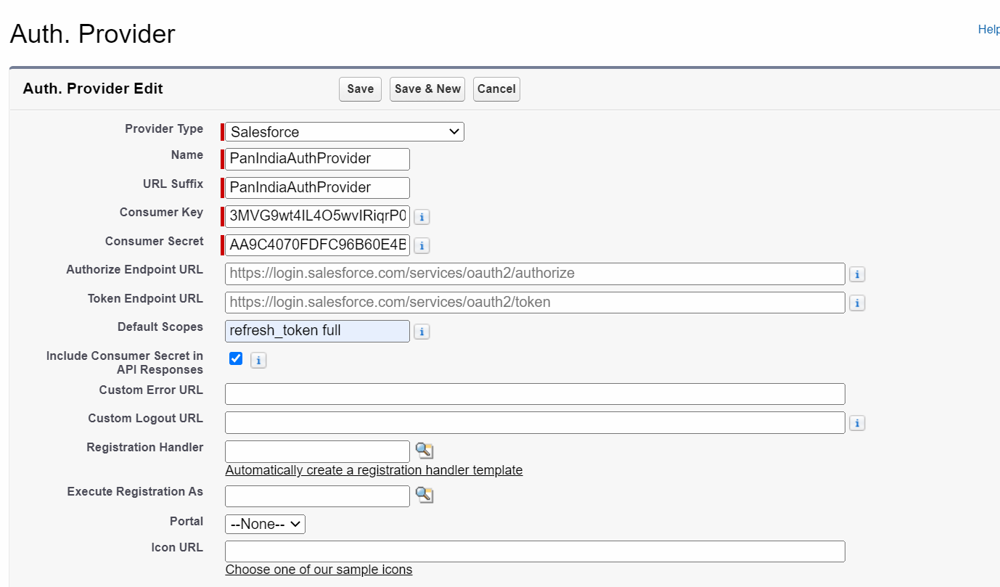 Auth. Provider
Help
Auth. Provider Edit
Save
Save & New
Cancel
Provider Type
Salesforce
Name
PanIndiaAuthProvider
URL Suffix
PanIndiaAuthProvider
Consumer Key
3MVG9wt4IL4O5wvIRiqrP0
i
Consumer Secret
AA9C4070FDFC96B60E4B
i
Authorize Endpoint URL
https://login.salesforce.com/services/oauth2/authorize
i
Token Endpoint URL
https://login.salesforce.com/services/oauth2/token
i
Default Scopes
refresh_token full
i
Include Consumer Secret in
API Responses
i
Custom Error URL
Custom Logout URL
i
Registration Handler
Automatically create a registration handler template
Execute Registration As
Portal
--None--
Icon URL
Choose one of our sample icons